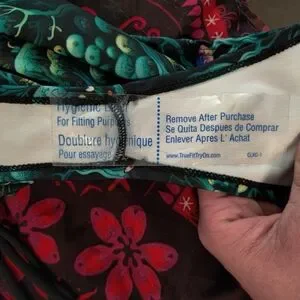 Hygienic L
For Fitting Purposes
Doublure hygienique
Pour essayage
Remove After Purchase
Se Quita Despues de Comprar
Enlever Apres L' Achat
www.TrueFitTryOn.com